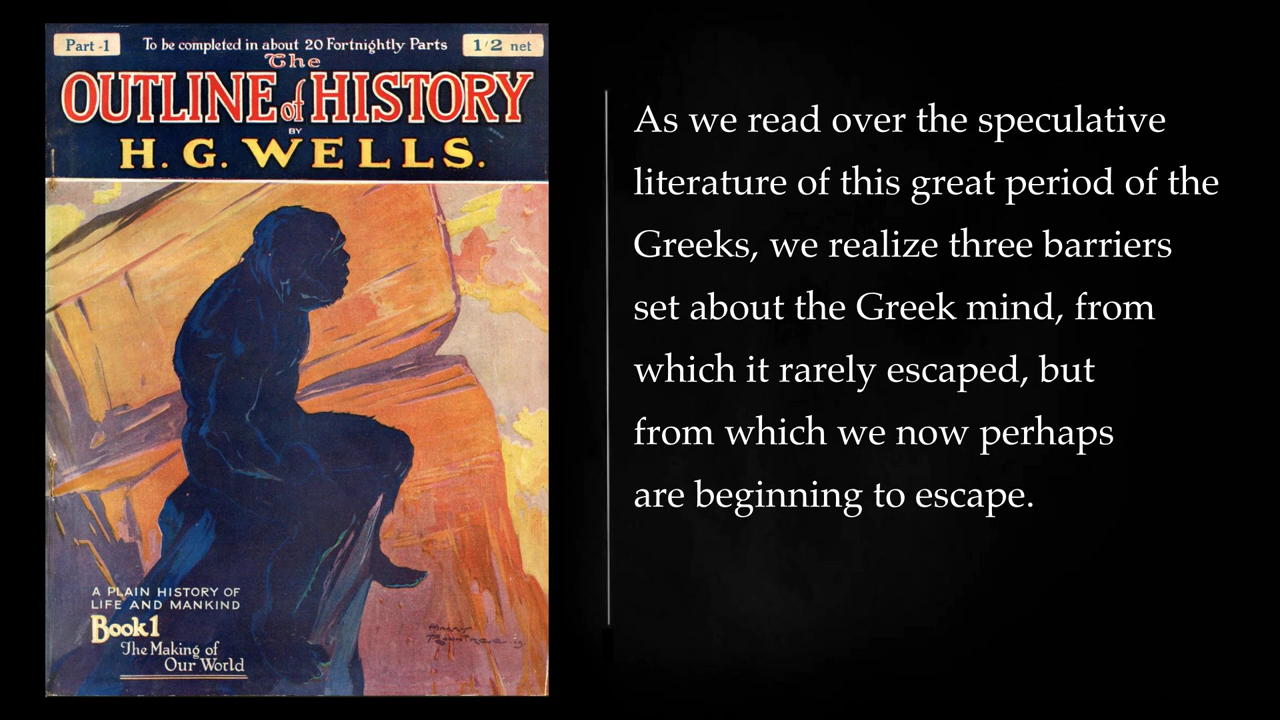 Part -1
To be completed in about 20 Fortnightly Parts
1/2 net
The
OUTLINE of HISTORY
BY
H. G. WELLS.
A PLAIN HISTORY OF
LIFE AND MANKIND
Book 1
The Making of
Our World
As we read over the speculative
literature of this great period of the
Greeks, we realize three barriers
set about the Greek mind, from
which it rarely escaped, but
from which we now perhaps
are beginning to escape.